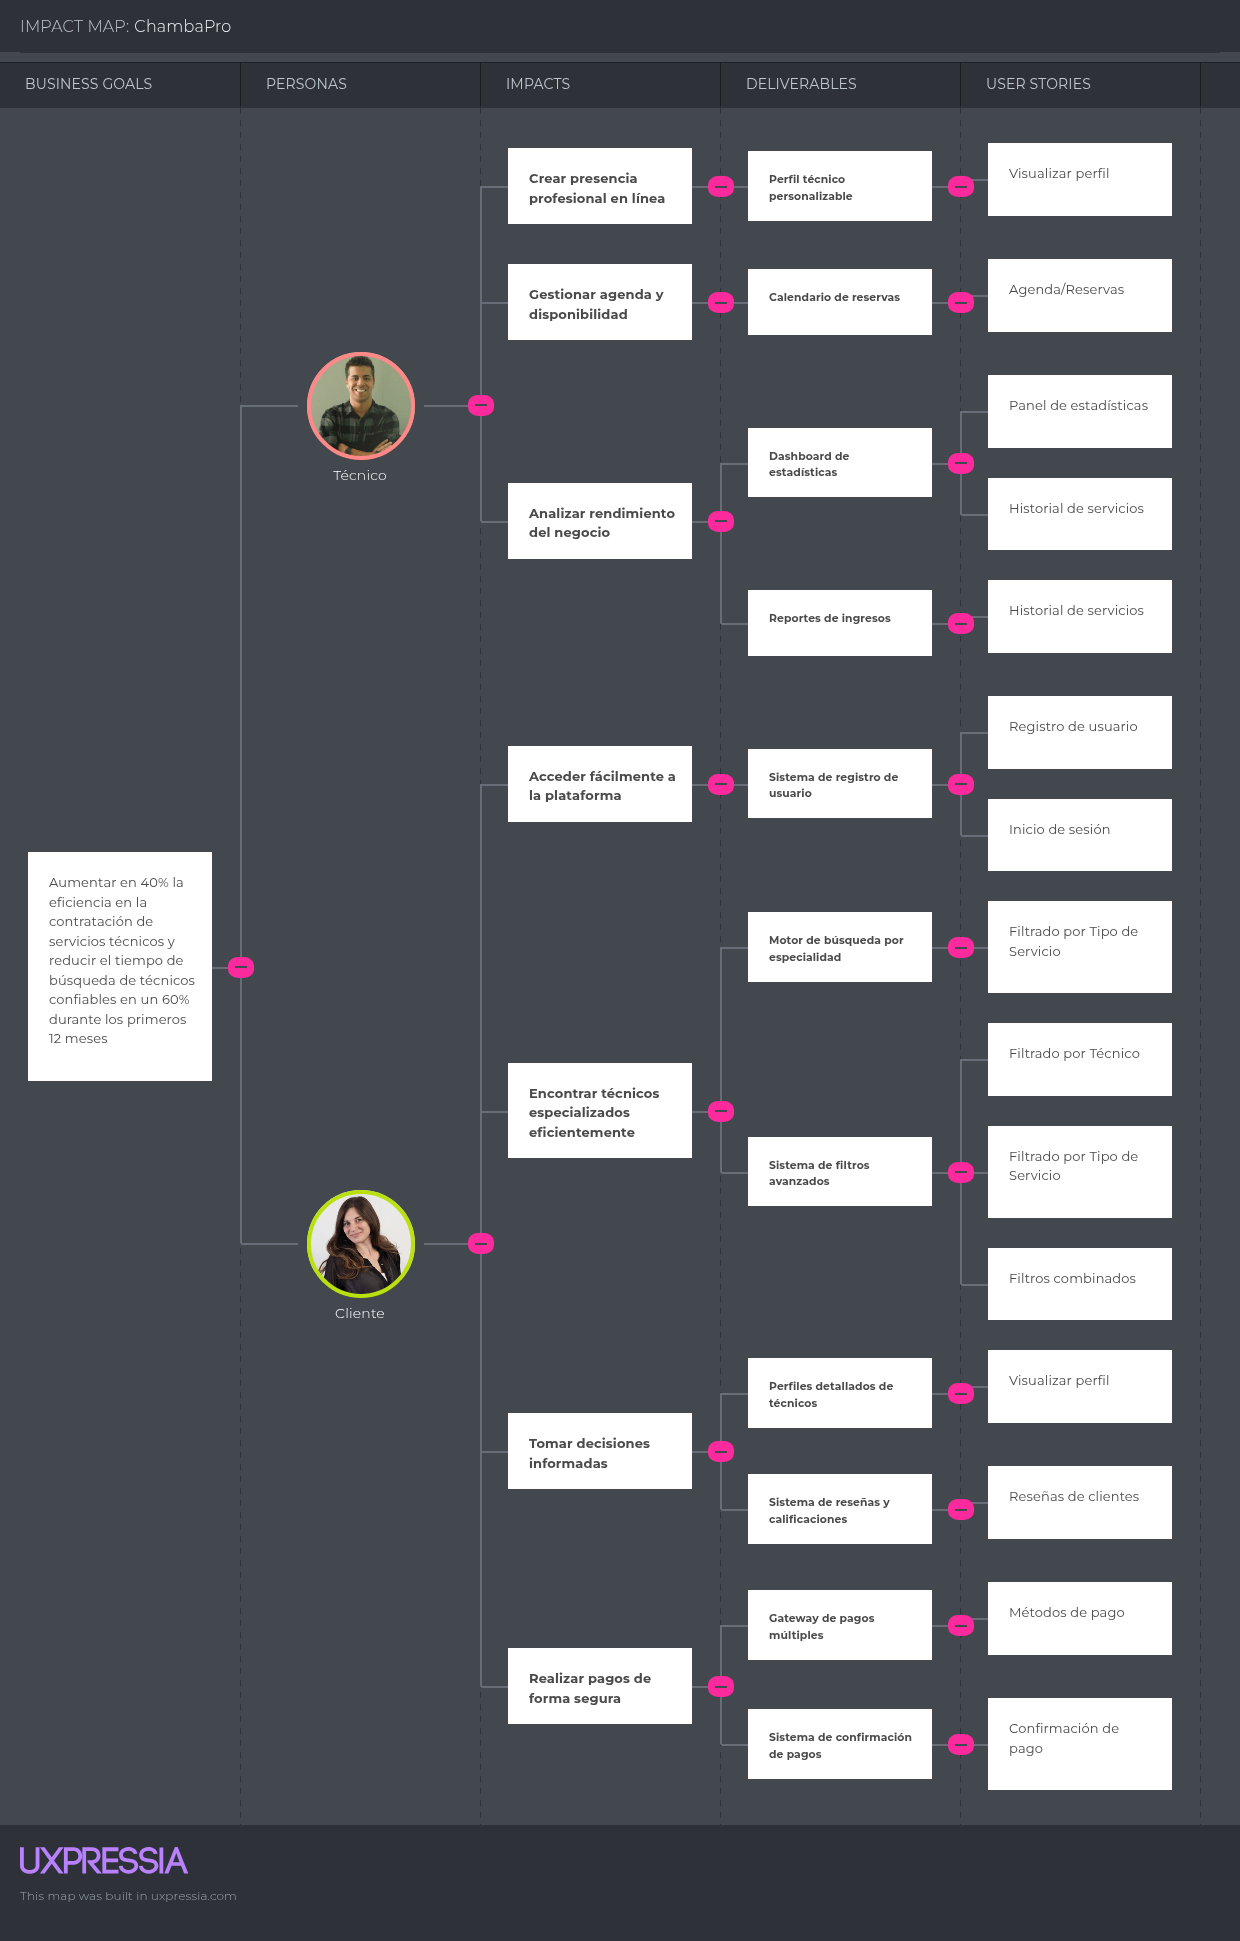 IMPACT MAP: ChambaPro
BUSINESS GOALS
PERSONAS
IMPACTS
DELIVERABLES
USER STORIES
Aumentar en 40% la
eficiencia en la
contratación de
servicios técnicos y
reducir el tiempo de
búsqueda de técnicos
confiables en un 60%
durante los primeros
12 meses
Técnico
Crear presencia
profesional en línea
Perfil técnico
personalizable
Visualizar perfil
Gestionar agenda y
disponibilidad
Calendario de reservas
Agenda/Reservas
Analizar rendimiento
del negocio
Dashboard de
estadísticas
Panel de estadísticas
Historial de servicios
Reportes de ingresos
Historial de servicios
Cliente
Acceder fácilmente a
la plataforma
Sistema de registro de
usuario
Registro de usuario
Inicio de sesión
Encontrar técnicos
especializados
eficientemente
Motor de búsqueda por
especialidad
Filtrado por Tipo de
Servicio
Sistema de filtros
avanzados
Filtrado por Técnico
Filtrado por Tipo de
Servicio
Filtros combinados
Tomar decisiones
informadas
Perfiles detallados de
técnicos
Visualizar perfil
Sistema de reseñas y
calificaciones
Reseñas de clientes
Realizar pagos de
forma segura
Gateway de pagos
múltiples
Métodos de pago
Sistema de confirmación
de pagos
Confirmación de
pago
UXPRESSIA
This map was built in uxpressia.com